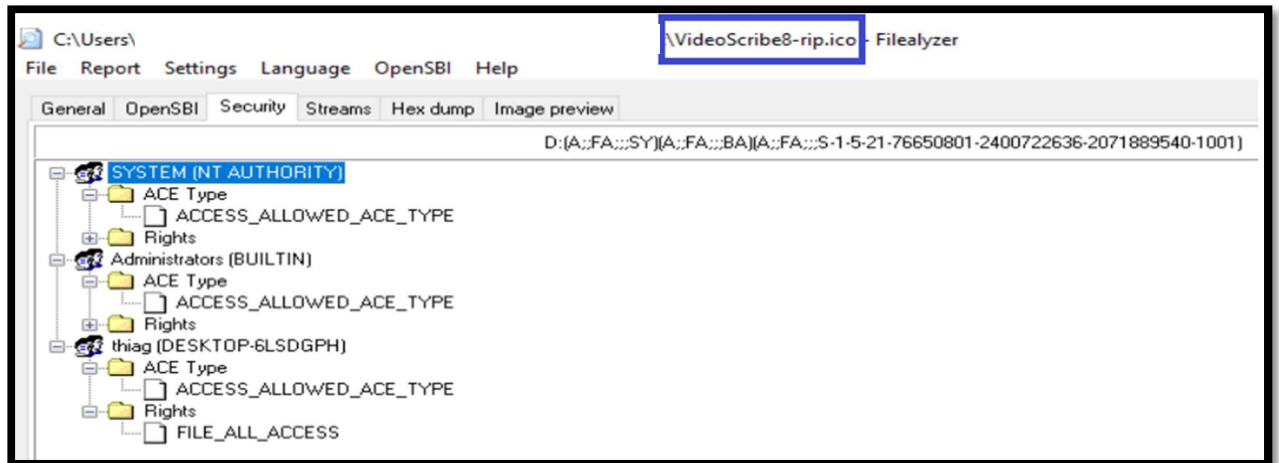 C:\Users\ \VideoScribe8-rip.ico - Filealyzer
File Report Settings Language OpenSBI Help
General OpenSBI Security Streams Hex dump Image preview
D:(A;;FA;;;SY)(A;;FA;;;BA)(A;;FA;;;S-1-5-21-76650801-2400722636-2071889540-1001)
SYSTEM (NT AUTHORITY)
ACE Type
ACCESS_ALLOWED_ACE_TYPE
Rights
Administrators (BUILTIN)
ACE Type
ACCESS_ALLOWED_ACE_TYPE
Rights
thiag (DESKTOP-6LSDGPH)
ACE Type
ACCESS_ALLOWED_ACE_TYPE
Rights
FILE_ALL_ACCESS